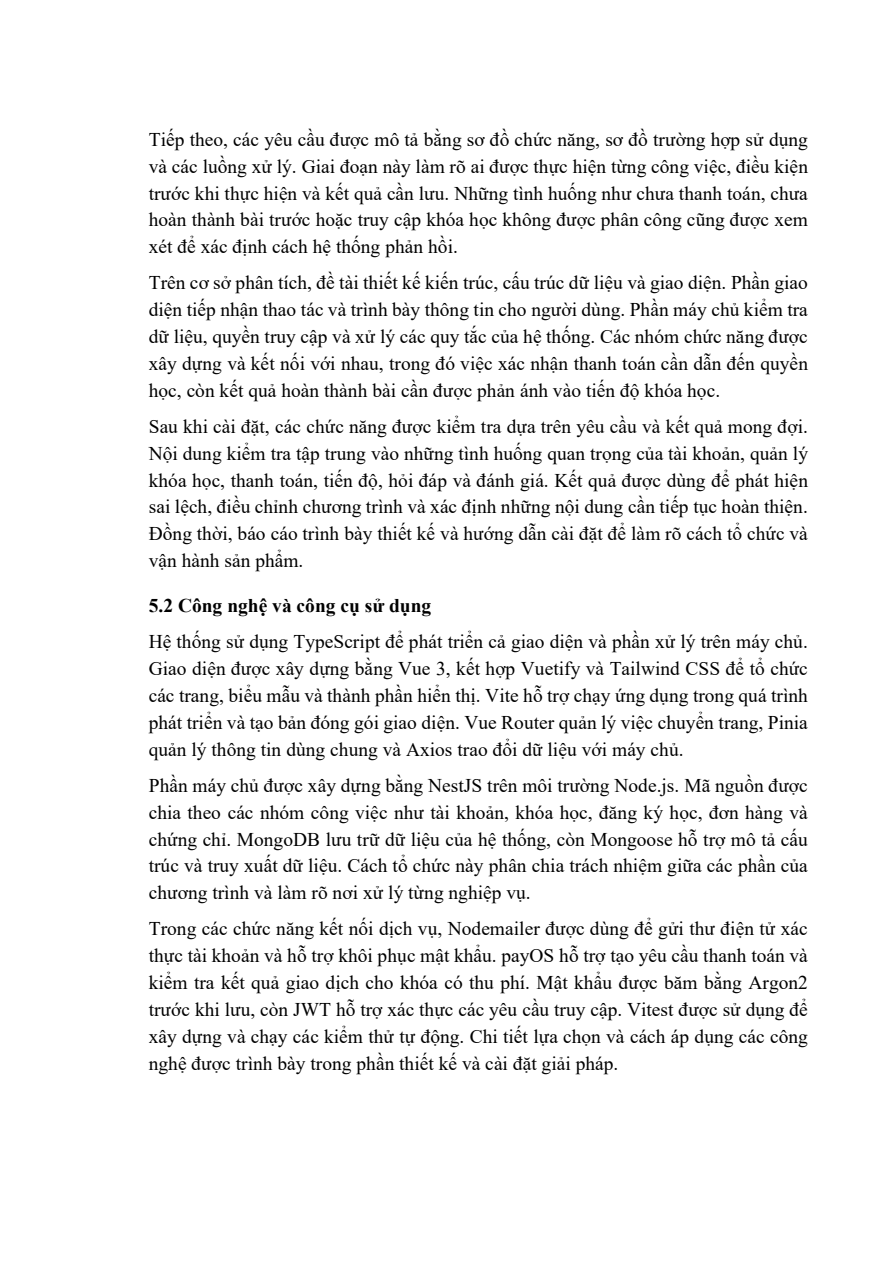 Tiếp theo, các yêu cầu được mô tả bằng sơ đồ chức năng, sơ đồ trường hợp sử dụng
và các luồng xử lý. Giai đoạn này làm rõ ai được thực hiện từng công việc, điều kiện
trước khi thực hiện và kết quả cần lưu. Những tình huống như chưa thanh toán, chưa
hoàn thành bài trước hoặc truy cập khóa học không được phân công cũng được xem
xét để xác định cách hệ thống phản hồi.
Trên cơ sở phân tích, đề tài thiết kế kiến trúc, cấu trúc dữ liệu và giao diện. Phần giao
diện tiếp nhận thao tác và trình bày thông tin cho người dùng. Phần máy chủ kiểm tra
dữ liệu, quyền truy cập và xử lý các quy tắc của hệ thống. Các nhóm chức năng được
xây dựng và kết nối với nhau, trong đó việc xác nhận thanh toán cần dẫn đến quyền
học, còn kết quả hoàn thành bài cần được phản ánh vào tiến độ khóa học.
Sau khi cài đặt, các chức năng được kiểm tra dựa trên yêu cầu và kết quả mong đợi.
Nội dung kiểm tra tập trung vào những tình huống quan trọng của tài khoản, quản lý
khóa học, thanh toán, tiến độ, hỏi đáp và đánh giá. Kết quả được dùng để phát hiện
sai lệch, điều chỉnh chương trình và xác định những nội dung cần tiếp tục hoàn thiện.
Đồng thời, báo cáo trình bày thiết kế và hướng dẫn cài đặt để làm rõ cách tổ chức và
vận hành sản phẩm.
5.2 Công nghệ và công cụ sử dụng
Hệ thống sử dụng TypeScript để phát triển cả giao diện và phần xử lý trên máy chủ.
Giao diện được xây dựng bằng Vue 3, kết hợp Vuetify và Tailwind CSS để tổ chức
các trang, biểu mẫu và thành phần hiển thị. Vite hỗ trợ chạy ứng dụng trong quá trình
phát triển và tạo bản đóng gói giao diện. Vue Router quản lý việc chuyển trang, Pinia
quản lý thông tin dùng chung và Axios trao đổi dữ liệu với máy chủ.
Phần máy chủ được xây dựng bằng NestJS trên môi trường Node.js. Mã nguồn được
chia theo các nhóm công việc như tài khoản, khóa học, đăng ký học, đơn hàng và
chứng chỉ. MongoDB lưu trữ dữ liệu của hệ thống, còn Mongoose hỗ trợ mô tả cấu
trúc và truy xuất dữ liệu. Cách tổ chức này phân chia trách nhiệm giữa các phần của
chương trình và làm rõ nơi xử lý từng nghiệp vụ.
Trong các chức năng kết nối dịch vụ, Nodemailer được dùng để gửi thư điện tử xác
thực tài khoản và hỗ trợ khôi phục mật khẩu. payOS hỗ trợ tạo yêu cầu thanh toán và
kiểm tra kết quả giao dịch cho khóa có thu phí. Mật khẩu được băm bằng Argon2
trước khi lưu, còn JWT hỗ trợ xác thực các yêu cầu truy cập. Vitest được sử dụng để
xây dựng và chạy các kiểm thử tự động. Chi tiết lựa chọn và cách áp dụng các công
nghệ được trình bày trong phần thiết kế và cài đặt giải pháp.